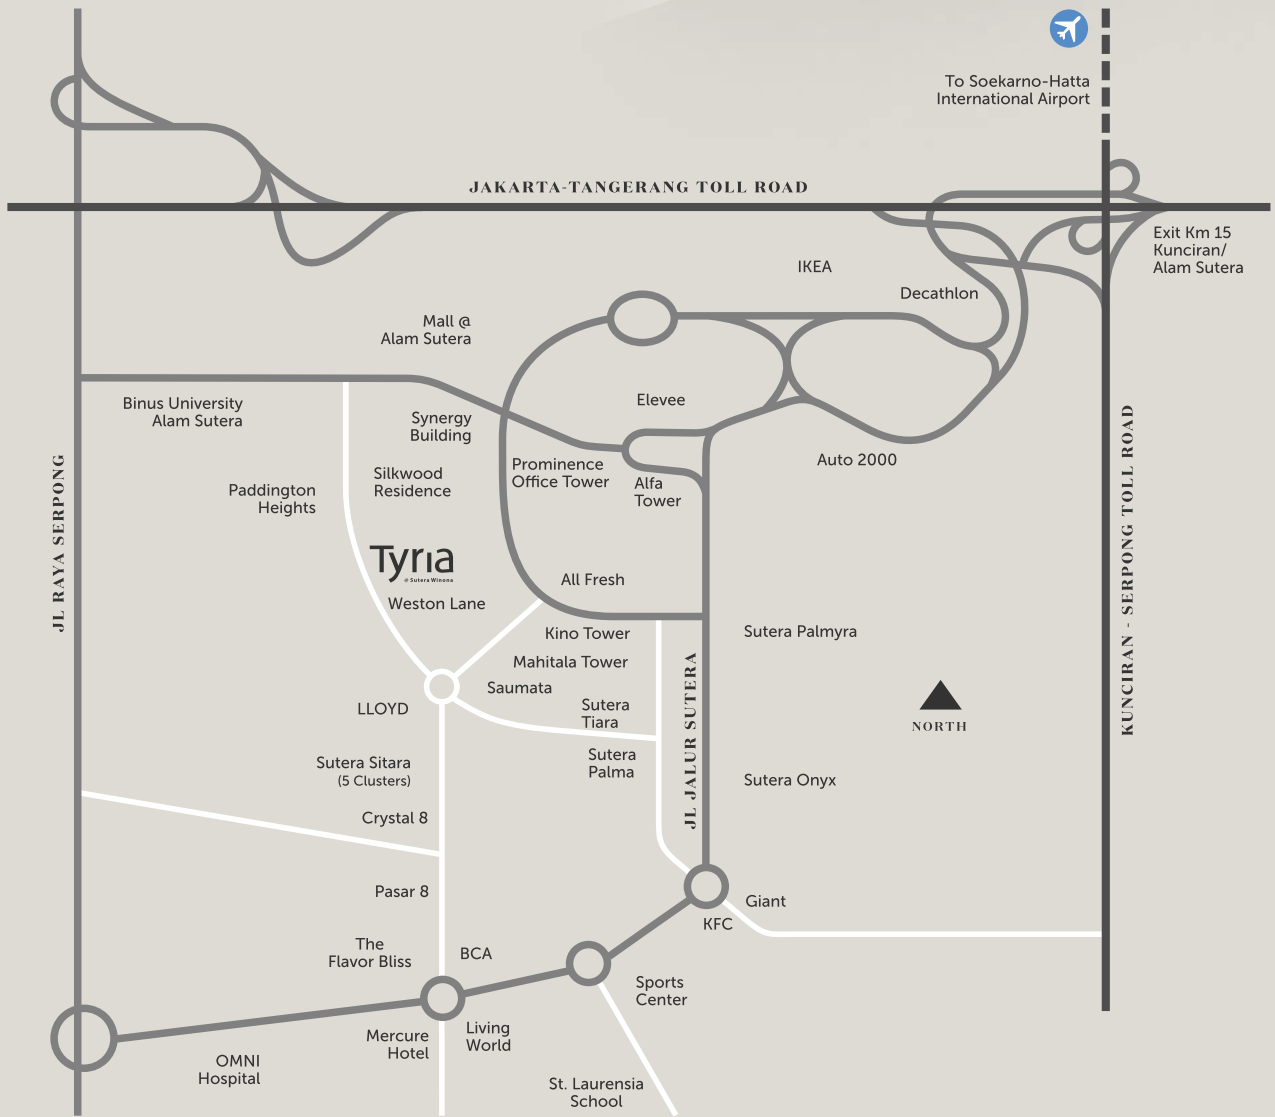 To Soekarno-Hatta
International Airport
JAKARTA-TANGERANG TOLL ROAD
Exit Km 15
Kunciran/
Alam Sutera
IKEA
Decathlon
Mall @
Alam Sutera
Binus University
Alam Sutera
Synergy
Building
Elevee
Prominence
Office Tower
Alfa
Tower
Auto 2000
Silkwood
Residence
Paddington
Heights
JL RAYA SERPONG
KUNCIRAN - SERPONG TOLL ROAD
Tyria
@ Sutera Winona
Weston Lane
All Fresh
Kino Tower
Mahitala Tower
Saumata
Sutera Palmyra
LLOYD
Sutera
Tiara
JL JALUR SUTERA
NORTH
Sutera Sitara
(5 Clusters)
Sutera
Palma
Sutera Onyx
Crystal 8
Pasar 8
Giant
KFC
The
Flavor Bliss
BCA
Sports
Center
Mercure
Hotel
Living
World
OMNI
Hospital
St. Laurensia
School